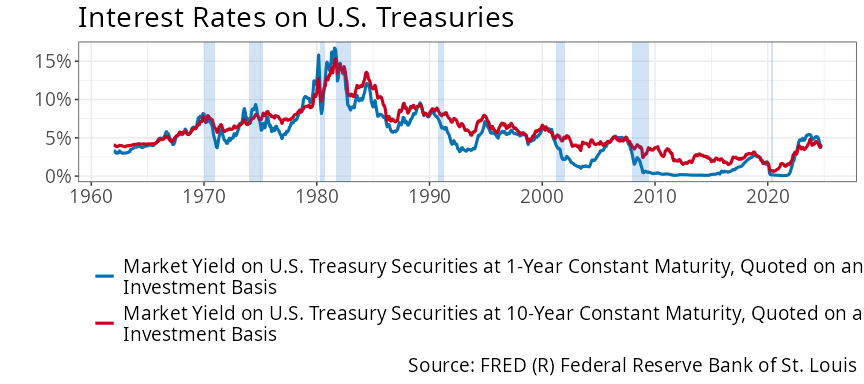 Interest Rates on U.S. Treasuries
15%
10%
5%
0%
1960 1970 1980 1990 2000 2010 2020
Market Yield on U.S. Treasury Securities at 1-Year Constant Maturity, Quoted on an
Investment Basis
Market Yield on U.S. Treasury Securities at 10-Year Constant Maturity, Quoted on a
Investment Basis
Source: FRED (R) Federal Reserve Bank of St. Louis